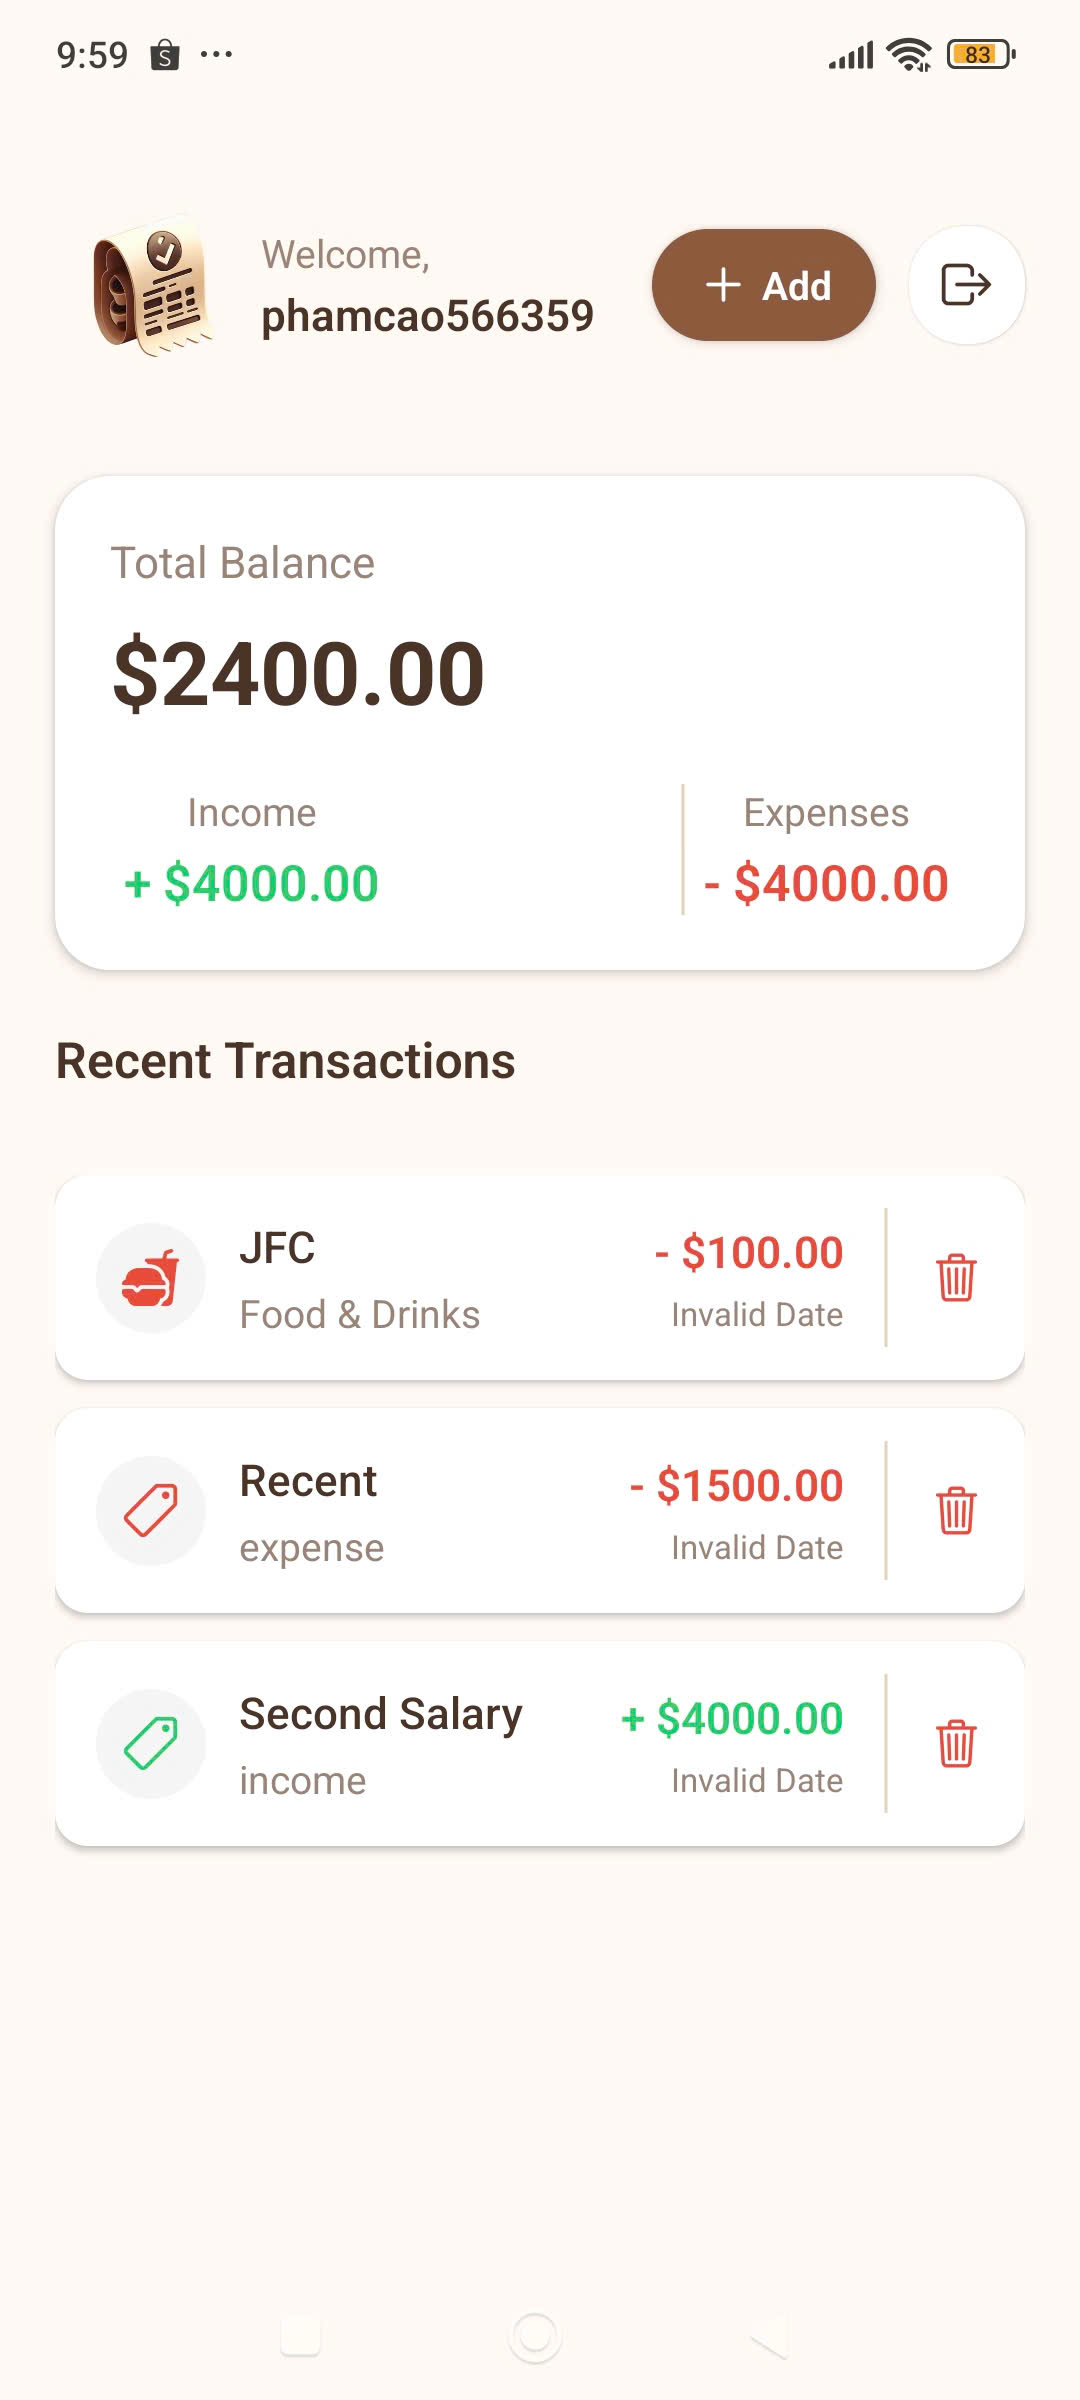 9:59
83
Welcome,
phamcao566359
+ Add
Total Balance
$2400.00
Income
Expenses
+ $4000.00
- $4000.00
Recent Transactions
JFC
- $100.00
Food & Drinks
Invalid Date
Recent
- $1500.00
expense
Invalid Date
Second Salary
+ $4000.00
income
Invalid Date